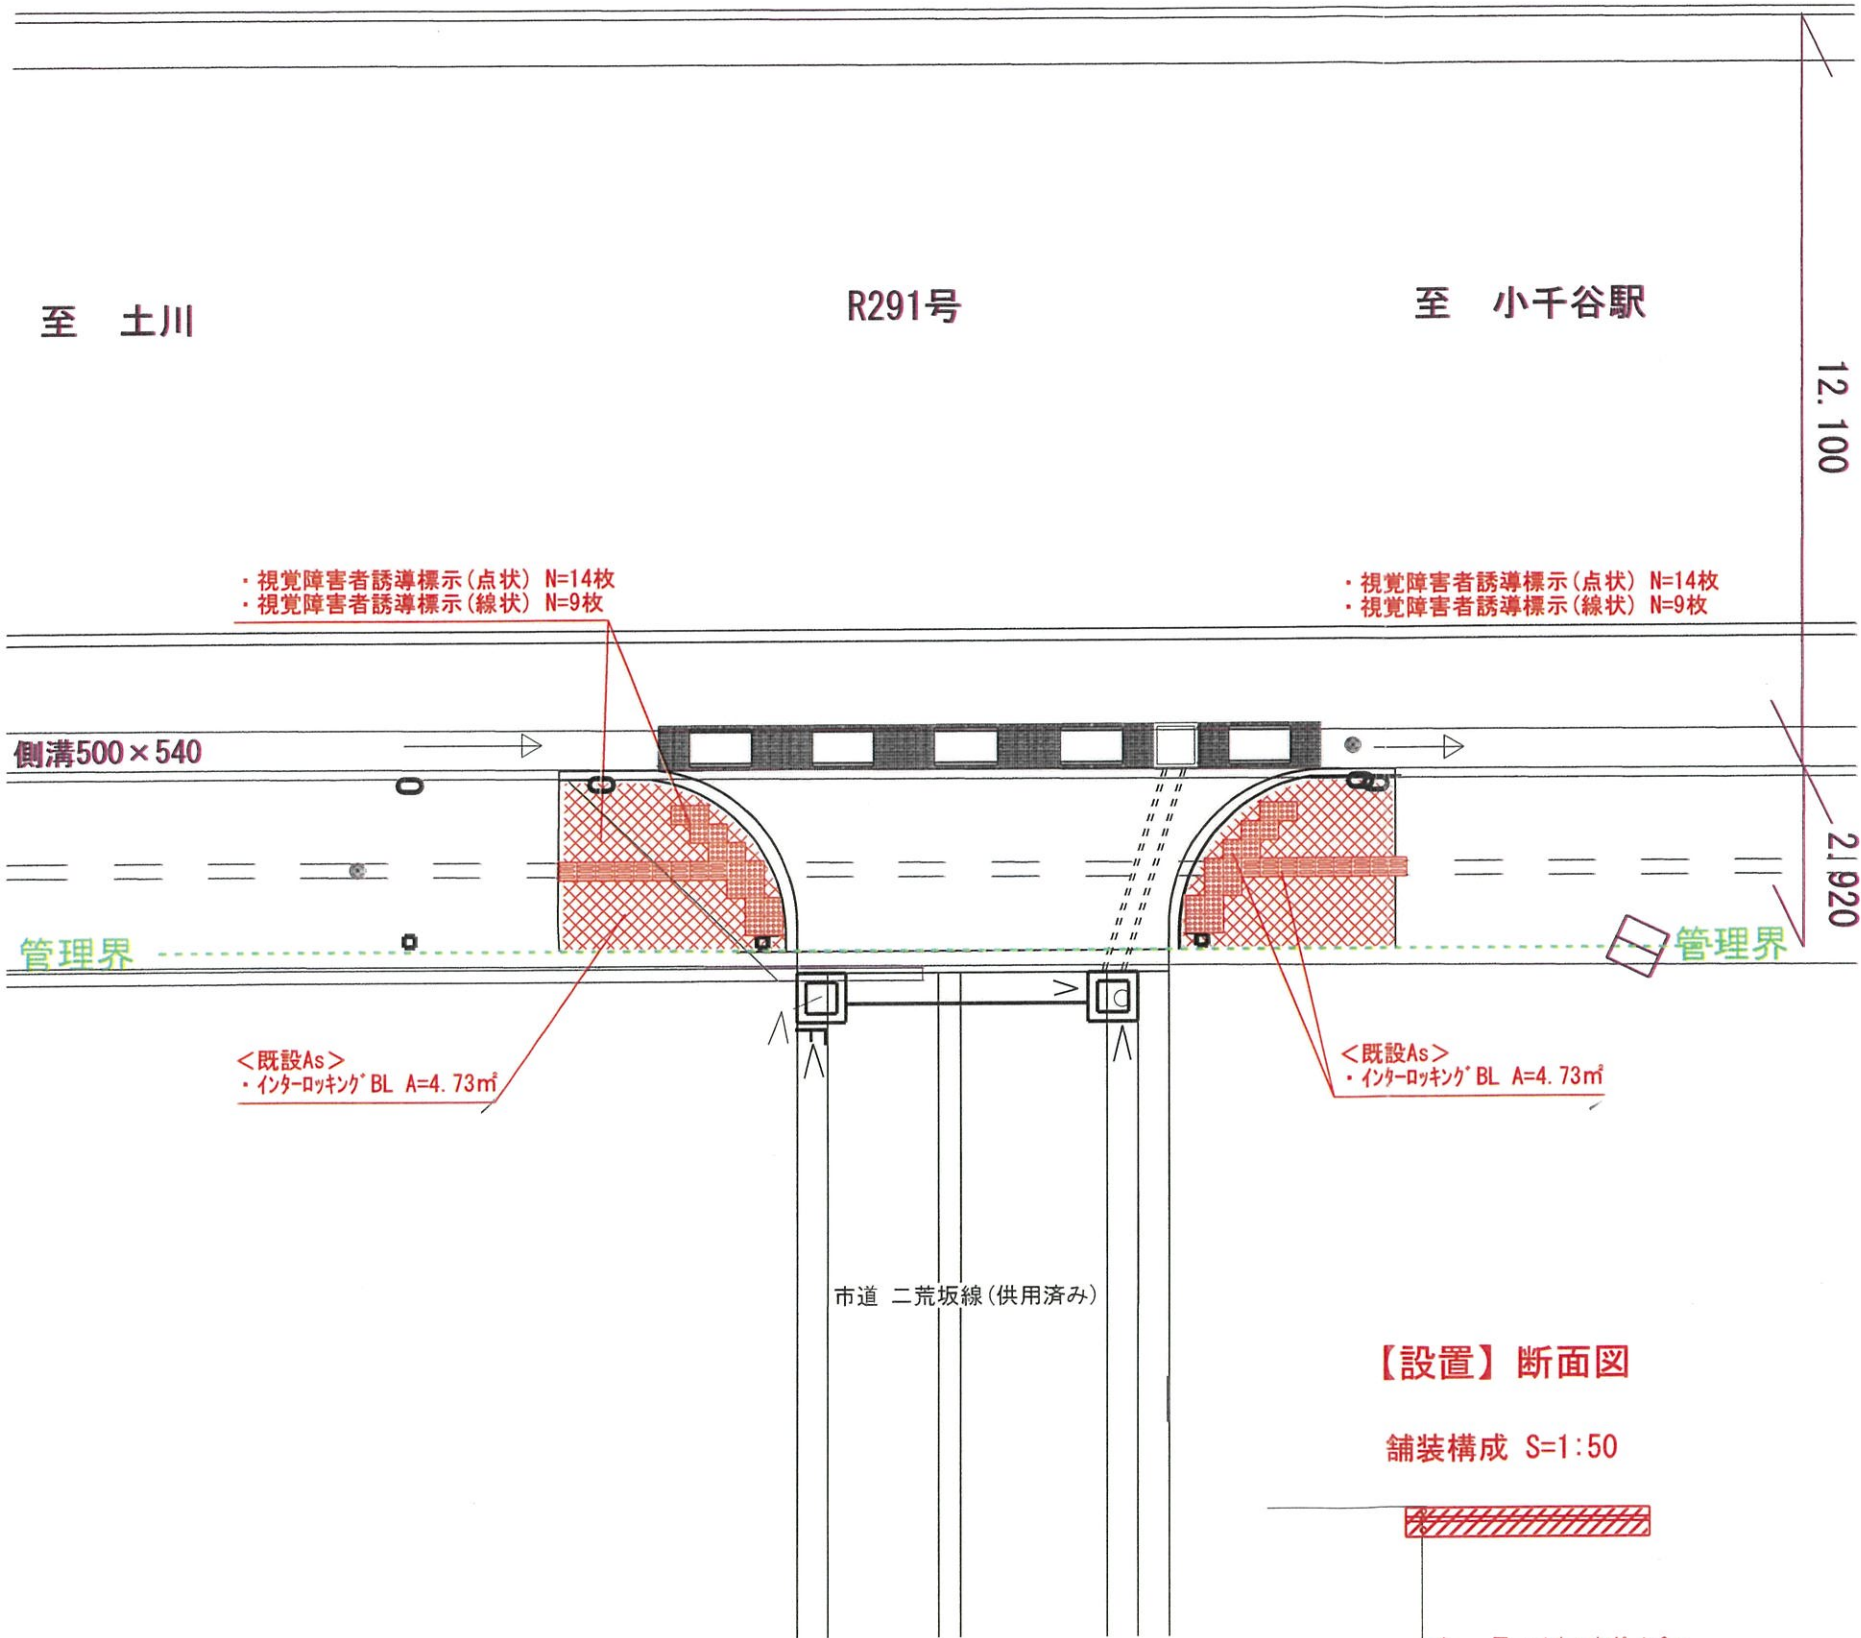 至　土川
R291号
至　小千谷駅
12.100
・視覚障害者誘導標示(点状) N=14枚
・視覚障害者誘導標示(線状) N=9枚
・視覚障害者誘導標示(点状) N=14枚
・視覚障害者誘導標示(線状) N=9枚
側溝500×540
2.920
管理界
管理界
＜既設As＞
・インターロッキングBL A=4.73㎡
＜既設As＞
・インターロッキングBL A=4.73㎡
市道 二荒坂線(供用済み)
【設置】断面図
舗装構成 S=1:50